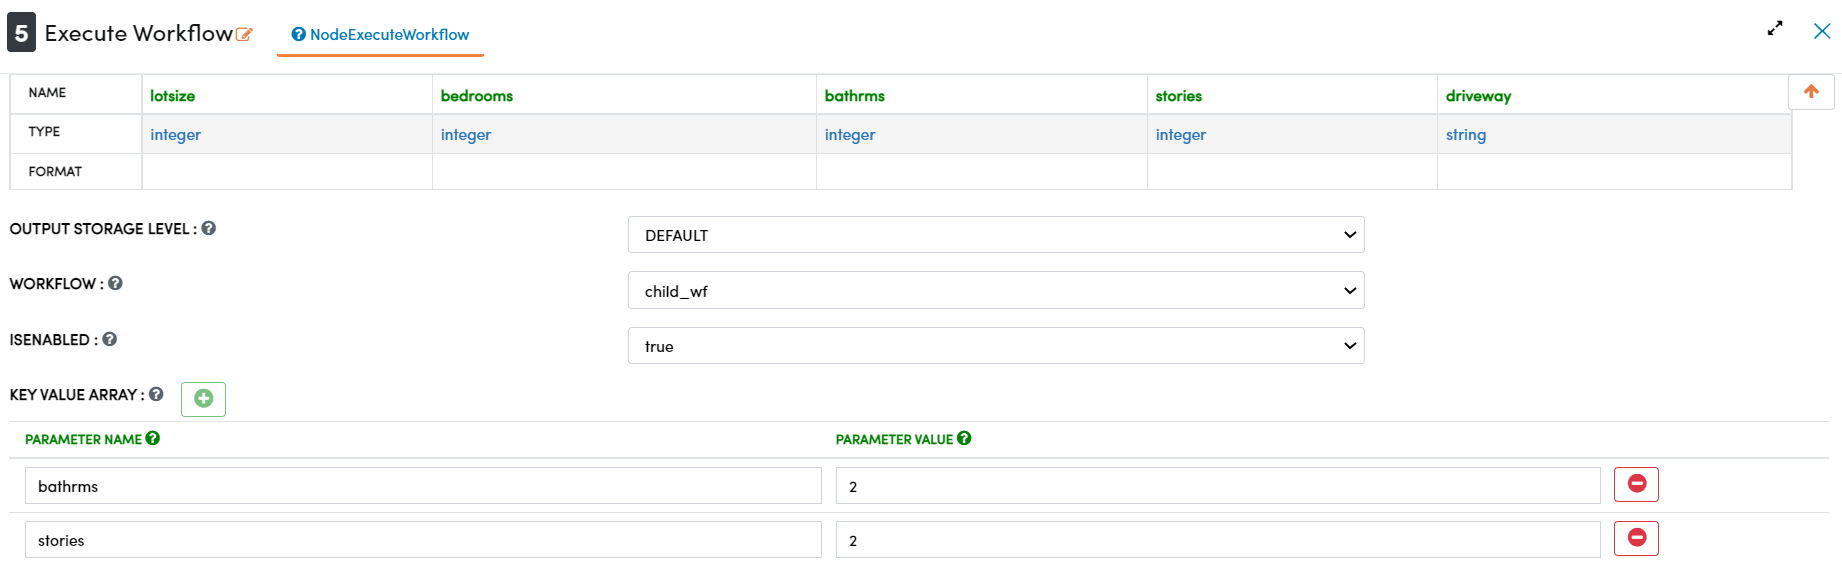 5 Execute Workflow NodeExecuteWorkflow
NAME lotsize bedrooms bathrms stories driveway
TYPE integer integer integer integer string
FORMAT
OUTPUT STORAGE LEVEL : DEFAULT
WORKFLOW : child_wf
ISENABLED : true
KEY VALUE ARRAY :
PARAMETER NAME PARAMETER VALUE
bathrms 2
stories 2